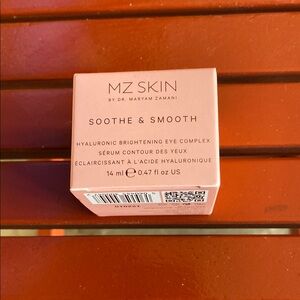 MZ SKIN
BY DR. MARYAM ZAMANI
SOOTHE & SMOOTH
HYALURONIC BRIGHTENING EYE COMPLEX
SÉRUM CONTOUR DES YEUX
ÉCLAIRCISSANT À L'ACIDE HYALURONIQUE
14 ml ℮ 0.47 fl oz US